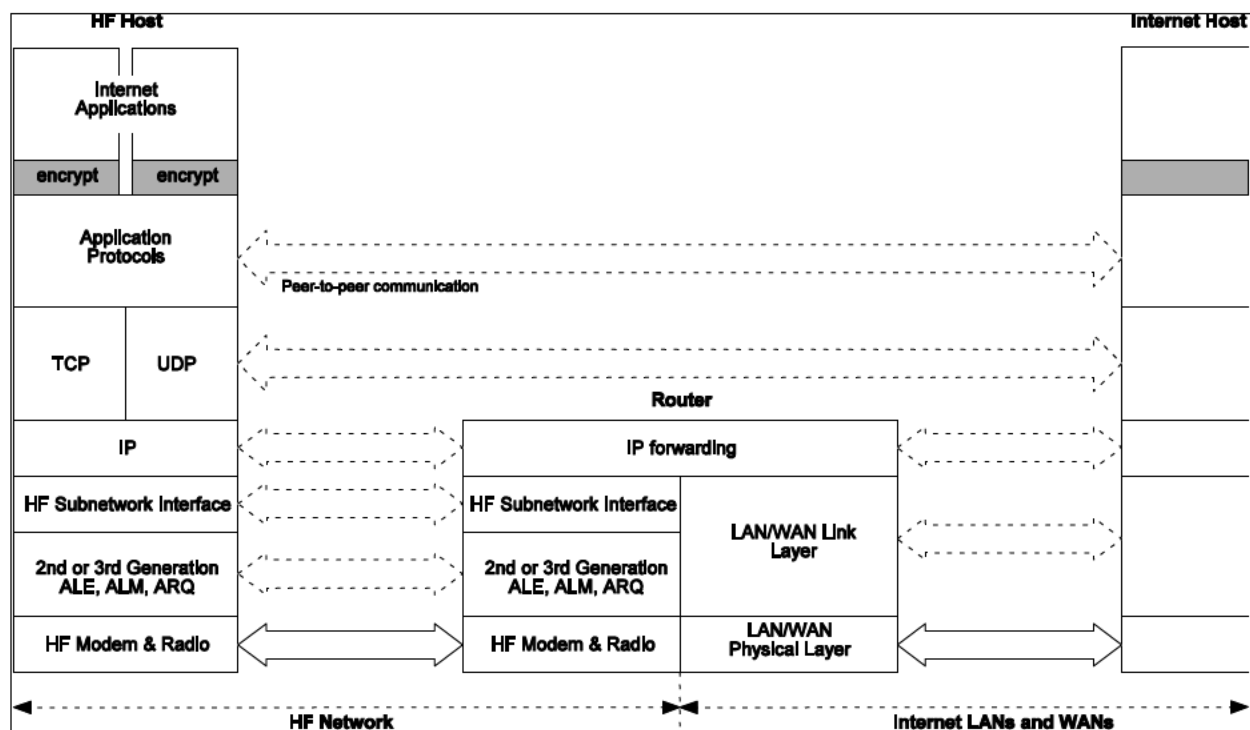 HF Host
Internet Host
Internet
Applications
encrypt
encrypt
Application
Protocols
Peer-to-peer communication
TCP
UDP
Router
IP
IP forwarding
HF Subnetwork Interface
HF Subnetwork Interface
LAN/WAN Link
Layer
2nd or 3rd Generation
ALE, ALM, ARQ
2nd or 3rd Generation
ALE, ALM, ARQ
HF Modem & Radio
HF Modem & Radio
LAN/WAN
Physical Layer
HF Network
Internet LANs and WANs